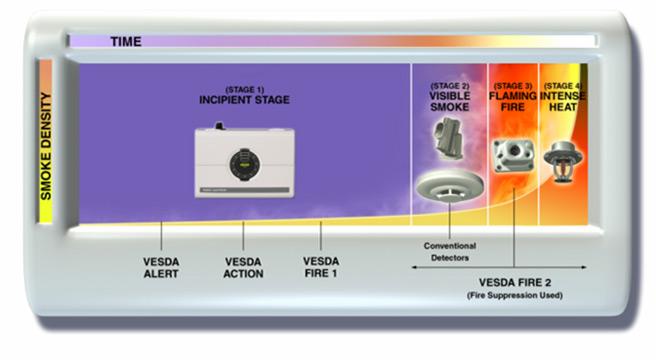 TIME
SMOKE DENSITY
(STAGE 1)
INCIPIENT STAGE
(STAGE 2)
VISIBLE
SMOKE
(STAGE 3)
FLAMING
FIRE
(STAGE 4)
INTENSE
HEAT
VESDA
ALERT
VESDA
ACTION
VESDA
FIRE 1
Conventional
Detectors
VESDA FIRE 2
(Fire Suppression Used)